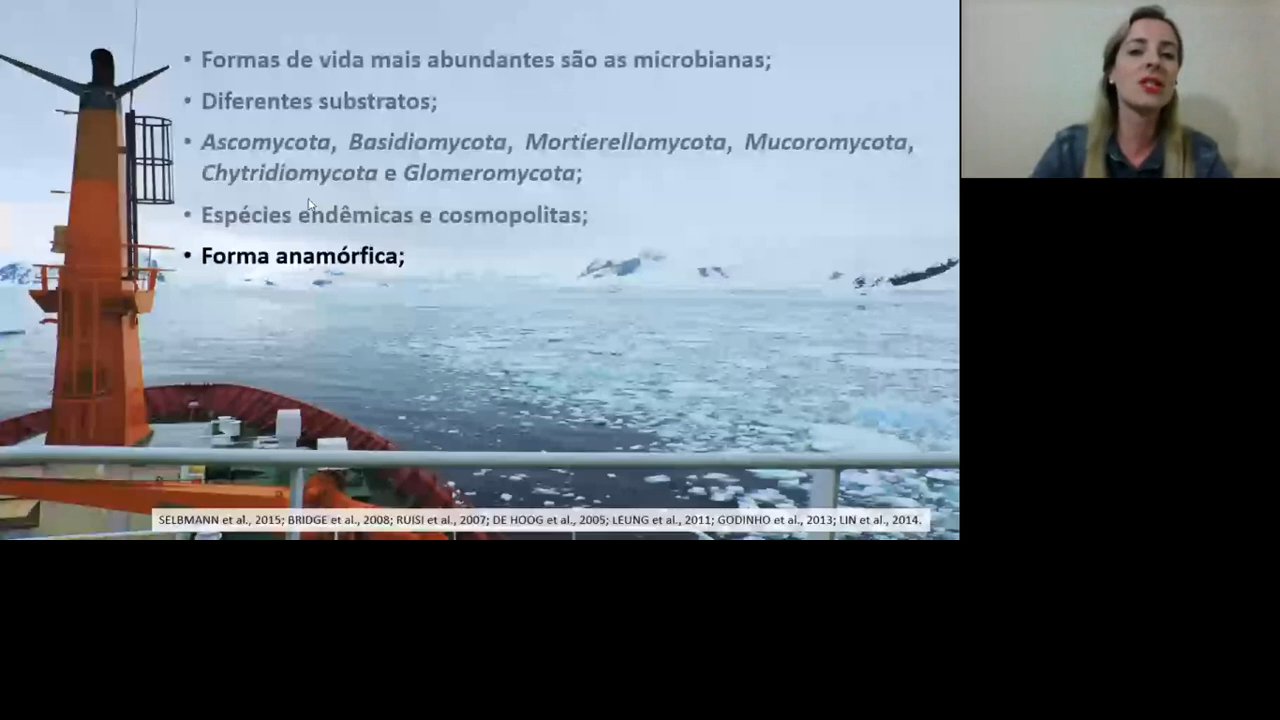 • Formas de vida mais abundantes são as microbianas;
• Diferentes substratos;
• Ascomycota, Basidiomycota, Mortierellomycota, Mucoromycota,
Chytridiomycota e Glomeromycota;
• Espécies endêmicas e cosmopolitas;
• Forma anamórfica;
SELBMANN et al., 2015; BRIDGE et al., 2008; RUISI et al., 2007; DE HOOG et al., 2005; LEUNG et al., 2011; GODINHO et al., 2013; LIN et al., 2014.